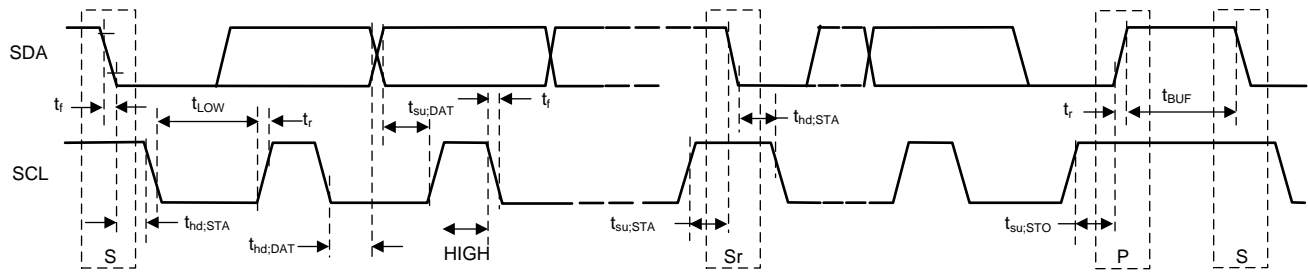 SDA
t_f
t_LOW
t_r
t_su;DAT
t_f
t_hd;STA
t_r
t_BUF
SCL
t_hd;STA
t_hd;DAT
HIGH
t_su;STA
t_su;STO
S
Sr
P
S